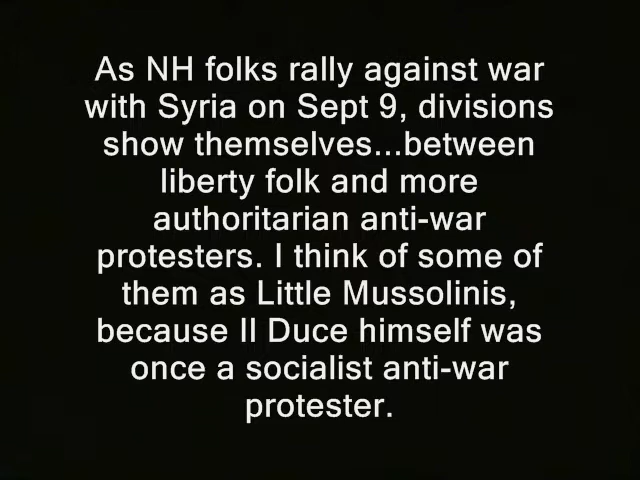 As NH folks rally against war
with Syria on Sept 9, divisions
show themselves...between
liberty folk and more
authoritarian anti-war
protesters. I think of some of
them as Little Mussolinis,
because Il Duce himself was
once a socialist anti-war
protester.